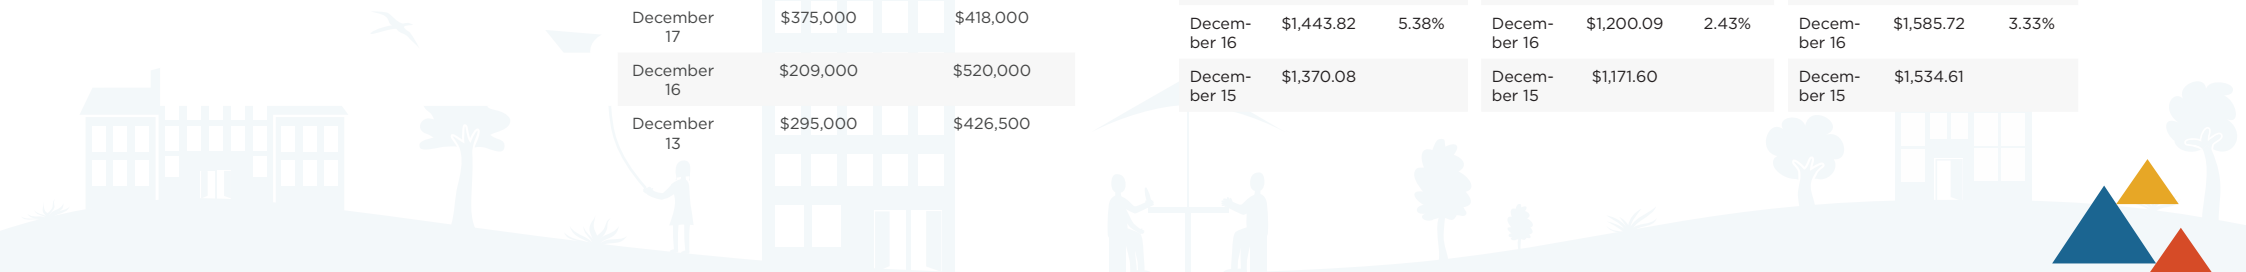 December $375,000 $418,000
17
December $209,000 $520,000
16
December $295,000 $426,500
13
Decem- $1,443.82 5.38%
ber 16
Decem- $1,370.08
ber 15
Decem- $1,200.09 2.43%
ber 16
Decem- $1,171.60
ber 15
Decem- $1,585.72 3.33%
ber 16
Decem- $1,534.61
ber 15